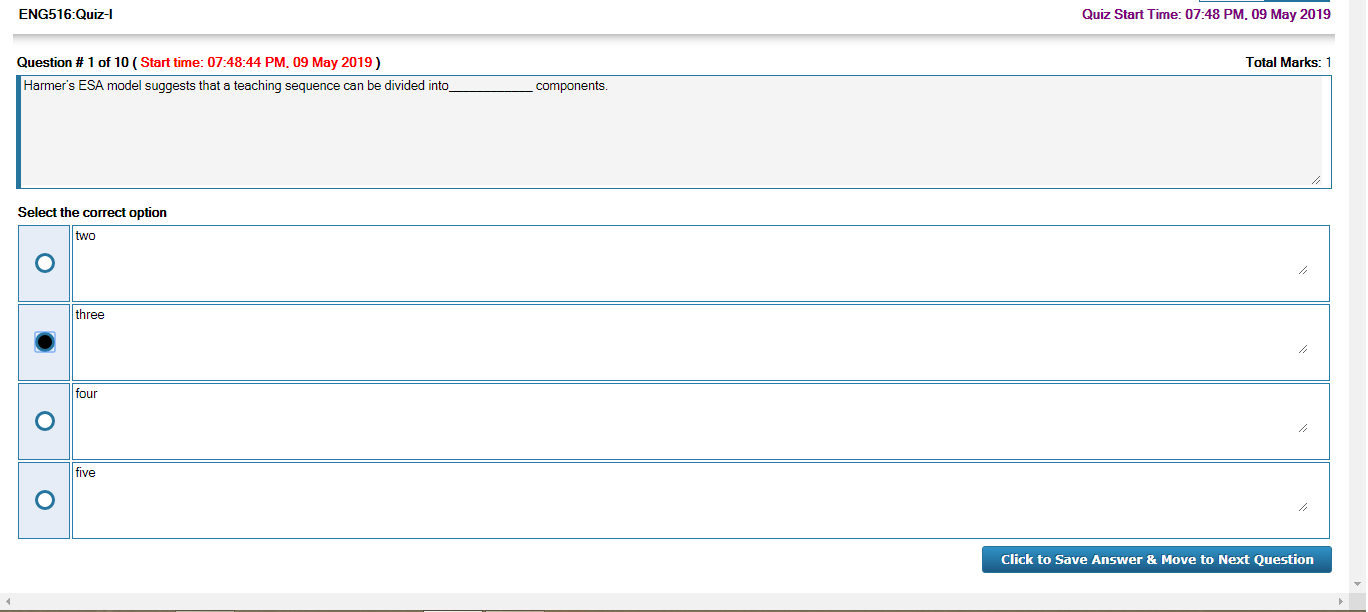 ENG516:Quiz-I
Quiz Start Time: 07:48 PM, 09 May 2019
Question # 1 of 10 ( Start time: 07:48:44 PM, 09 May 2019 )
Total Marks: 1
Harmer's ESA model suggests that a teaching sequence can be divided into____________ components.
Select the correct option
two
three
four
five
Click to Save Answer & Move to Next Question